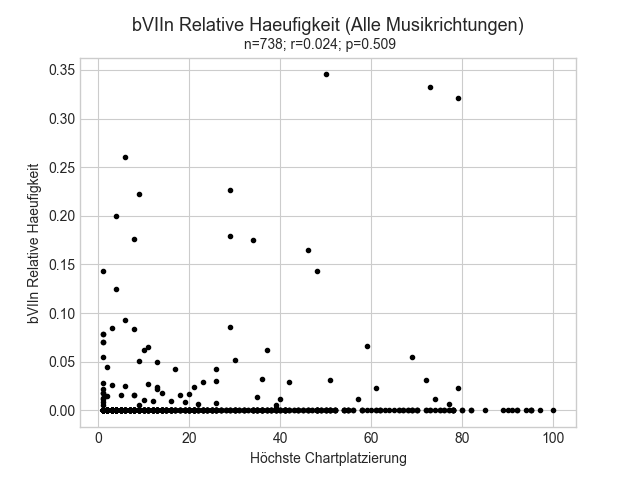 bVIIn Relative Haeufigkeit (Alle Musikrichtungen)
n=738; r=0.024; p=0.509
0.35
0.30
0.25
0.20
0.15
0.10
0.05
0.00
bVIIn Relative Haeufigkeit
0 20 40 60 80 100
Höchste Chartplatzierung